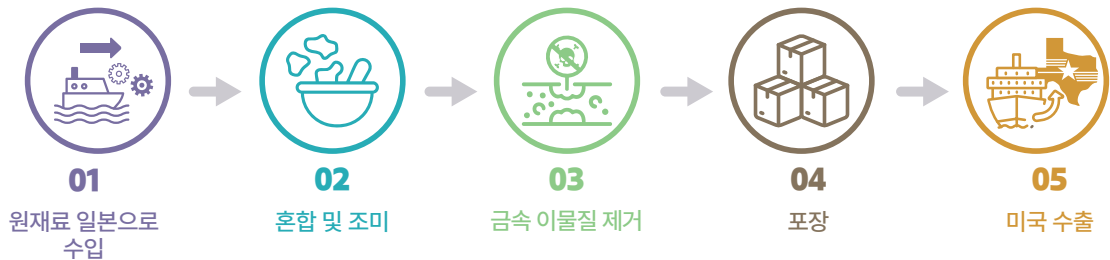 01
원재료 일본으로
수입
02
혼합 및 조미
03
금속 이물질 제거
04
포장
05
미국 수출